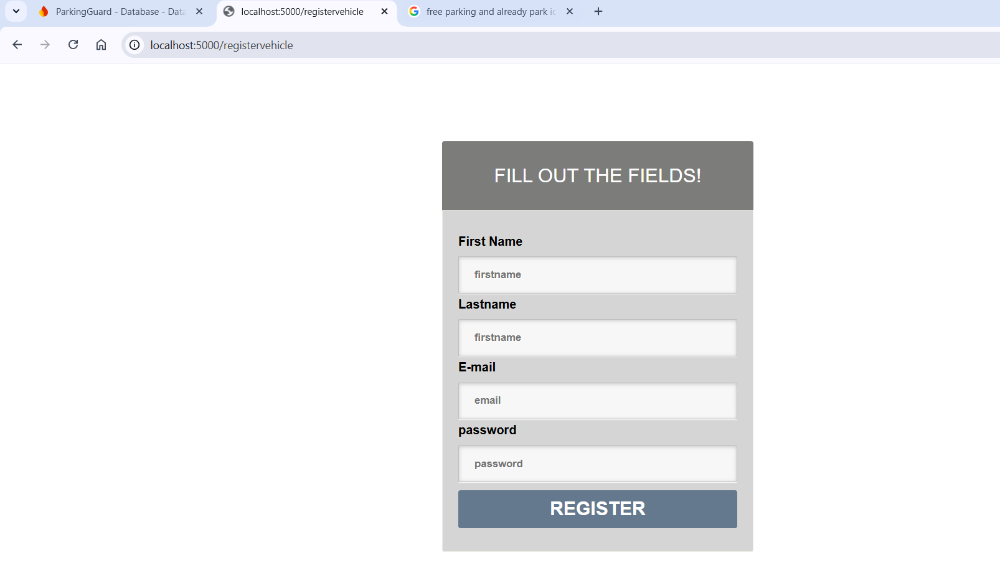 ParkingGuard - Database - Data
localhost:5000/registervehicle
free parking and already park ic
localhost:5000/registervehicle
FILL OUT THE FIELDS!
First Name
firstname
Lastname
firstname
E-mail
email
password
password
REGISTER